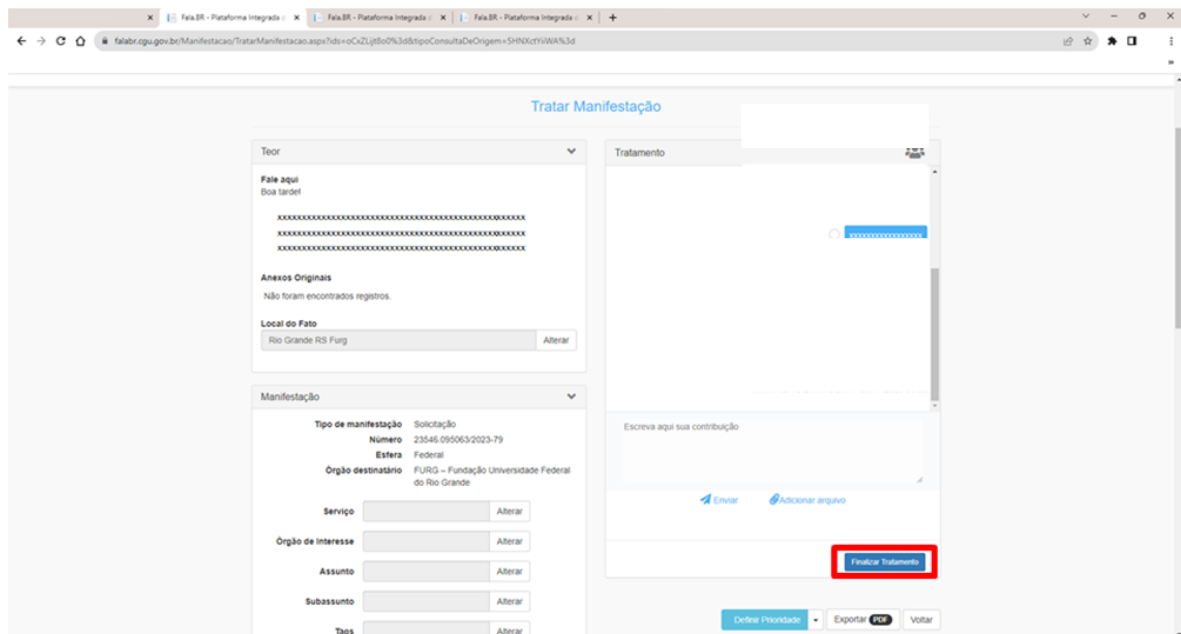 Fala.BR - Plataforma Integrada d
Fala.BR - Plataforma Integrada d
Fala.BR - Plataforma Integrada d
falabr.cgu.gov.br/Manifestacao/TratarManifestacao.aspx?ids=oCxZLijt8o0%3d&tipoConsultaDeOrigem=SHNXctYiiWA%3d
Tratar Manifestação
Teor
Fale aqui
Boa tarde!
Anexos Originais
Não foram encontrados registros.
Local do Fato
Rio Grande RS Furg
Alterar
Manifestação
Tipo de manifestação Solicitação
Número 23546.095063/2023-79
Esfera Federal
Órgão destinatário FURG – Fundação Universidade Federal
do Rio Grande
Serviço Alterar
Órgão de Interesse Alterar
Assunto Alterar
Subassunto Alterar
Tags Alterar
Tratamento
Escreva aqui sua contribuição
Enviar Adicionar arquivo
Finalizar Tratamento
Definir Prioridade Exportar PDF Voltar